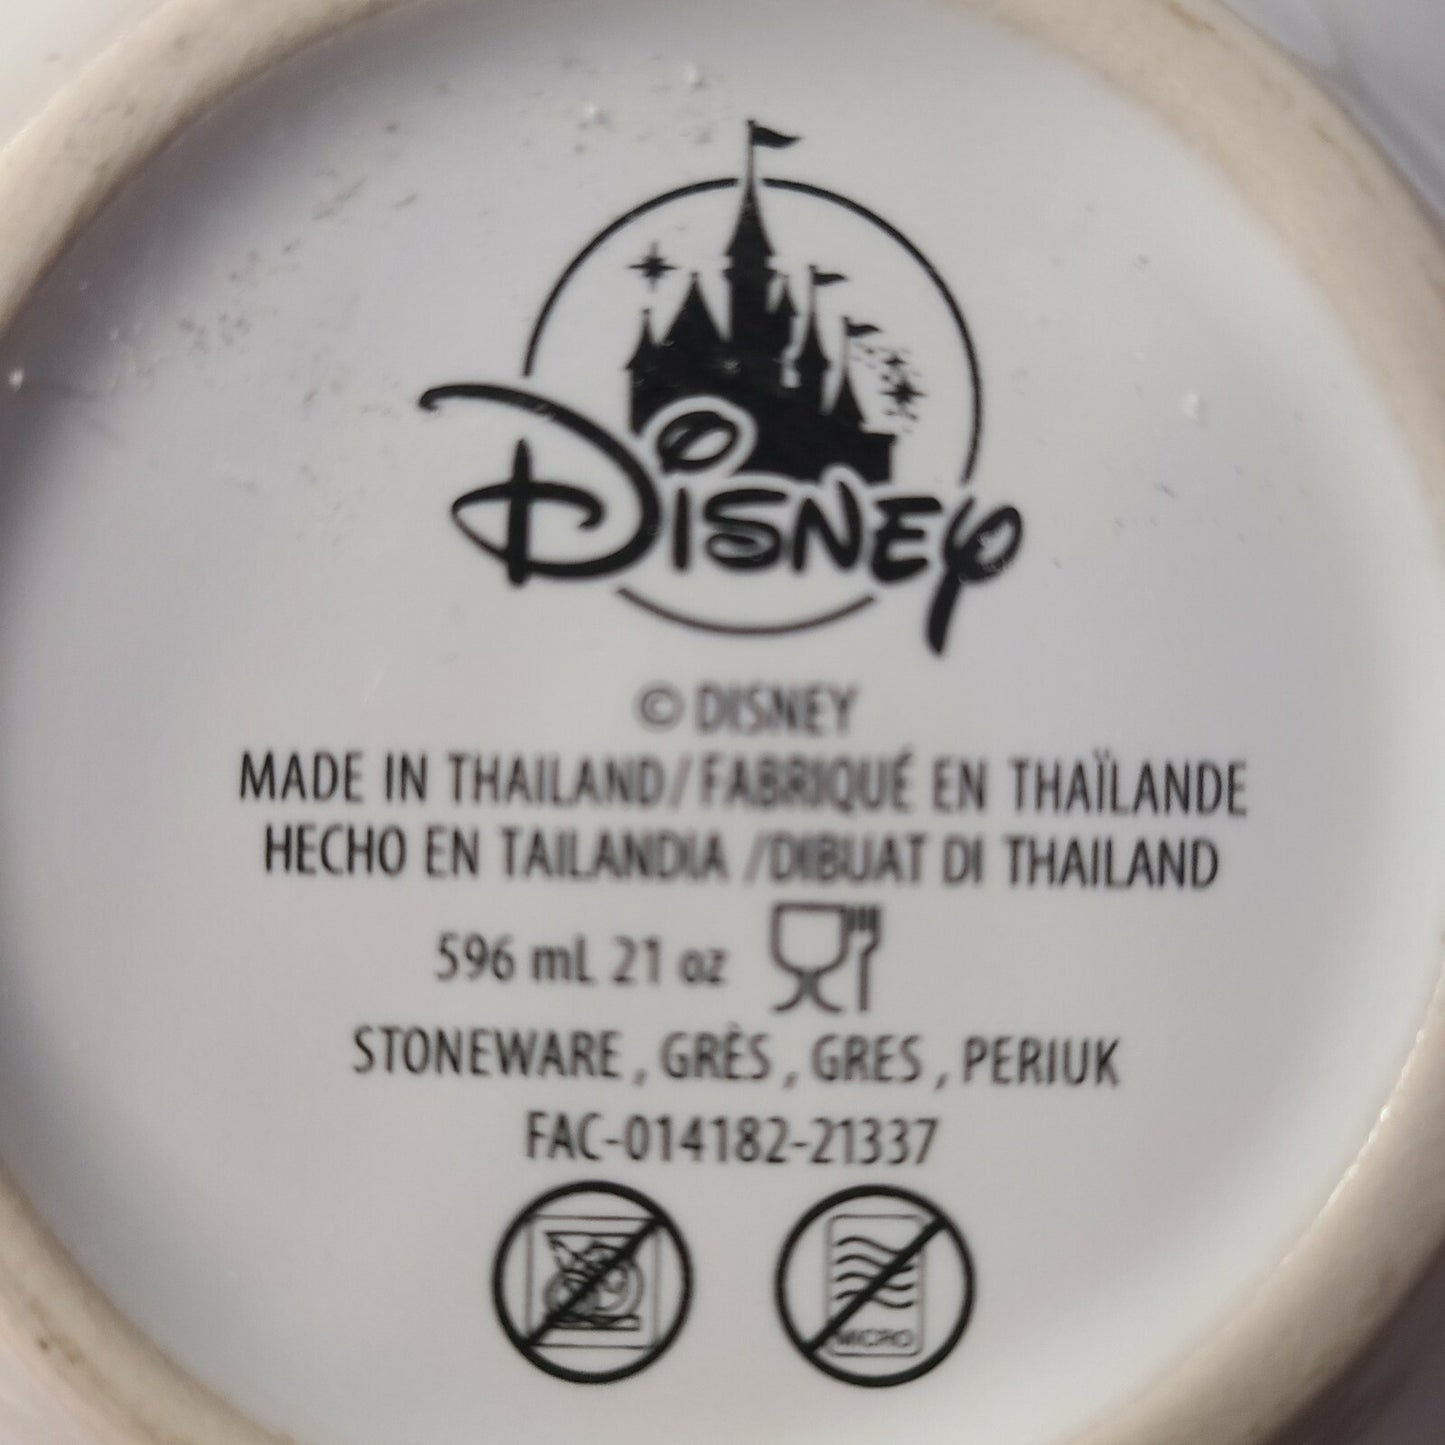 Disney
© DISNEY
MADE IN THAILAND/FABRIQUÉ EN THAÏLANDE
HECHO EN TAILANDIA /DIBUAT DI THAILAND
596 mL 21 oz
STONEWARE , GRÈS , GRES , PERIUK
FAC-014182-21337
MICRO